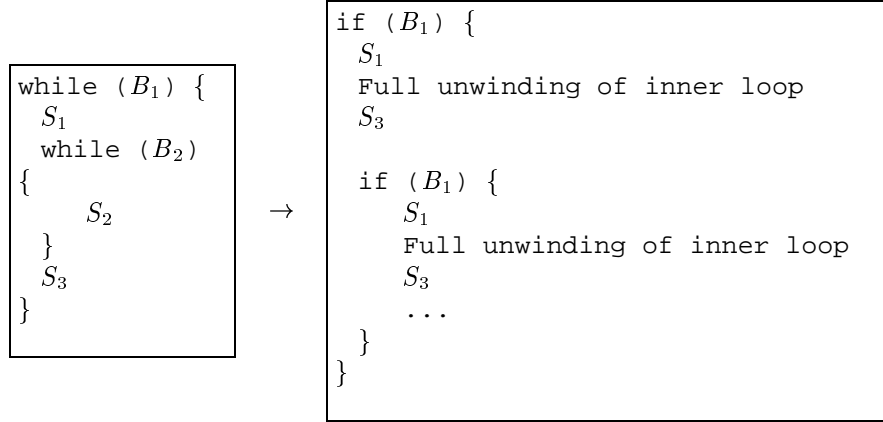 while (B₁) {
S₁
while (B₂)
{
S₂
}
S₃
}
→
if (B₁) {
S₁
Full unwinding of inner loop
S₃
if (B₁) {
S₁
Full unwinding of inner loop
S₃
...
}
}